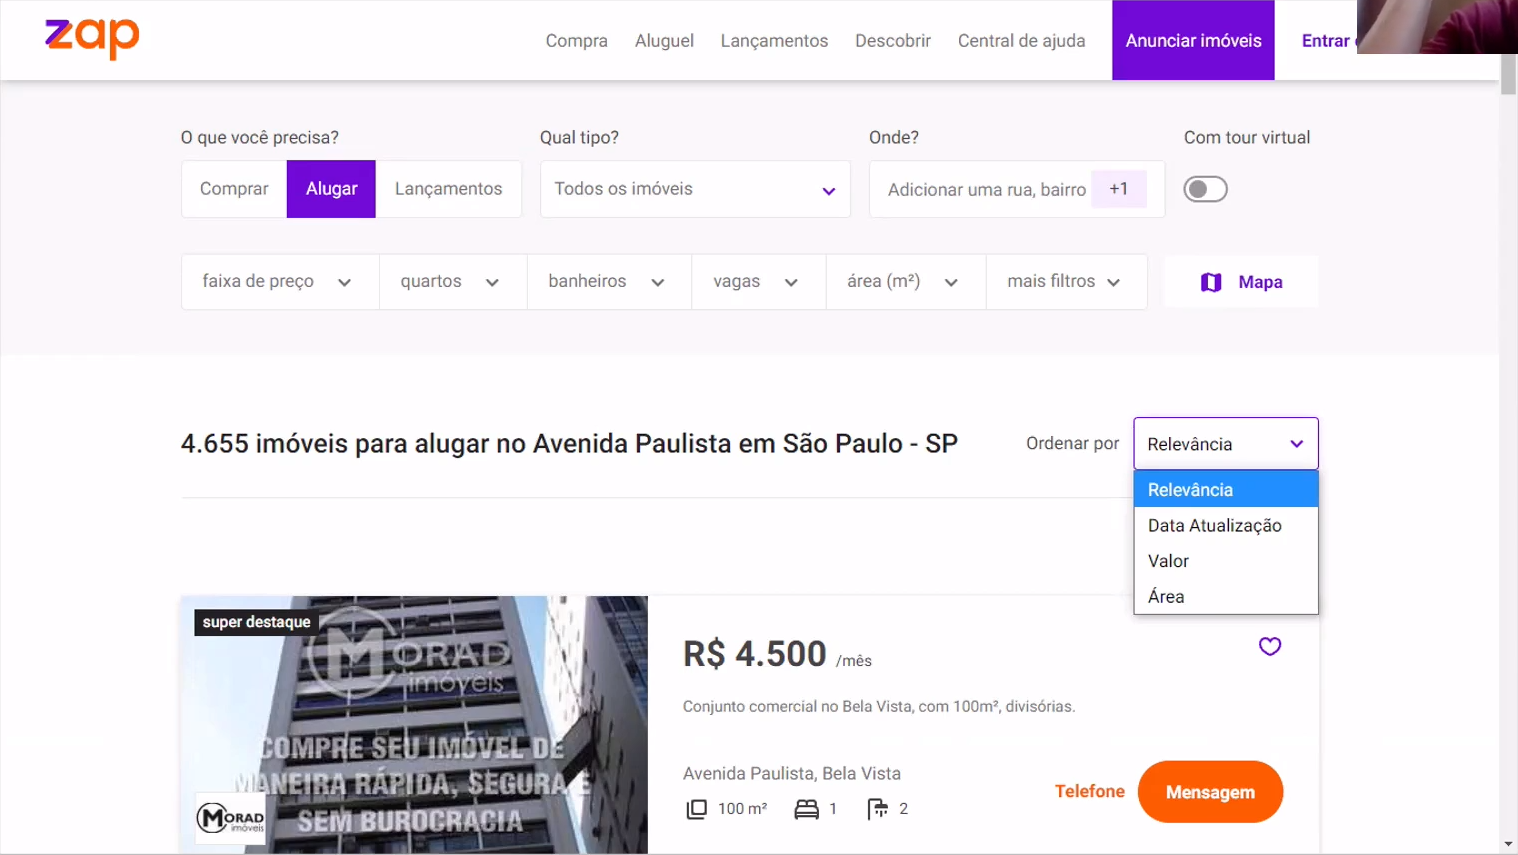 zap
Compra Aluguel Lançamentos Descobrir Central de ajuda Anunciar imóveis Entrar
O que você precisa? Qual tipo? Onde? Com tour virtual
Comprar Alugar Lançamentos Todos os imóveis Adicionar uma rua, bairro +1
faixa de preço quartos banheiros vagas área (m²) mais filtros Mapa
4.655 imóveis para alugar no Avenida Paulista em São Paulo - SP Ordenar por Relevância
Relevância
Data Atualização
Valor
Área
super destaque
MORAD
imóveis
COMPRE SEU IMÓVEL DE
MANEIRA RÁPIDA, SEGURA E
SEM BUROCRACIA
MORAD
imóveis
R$ 4.500 /mês
Conjunto comercial no Bela Vista, com 100m², divisórias.
Avenida Paulista, Bela Vista
100 m² 1 2
Telefone Mensagem